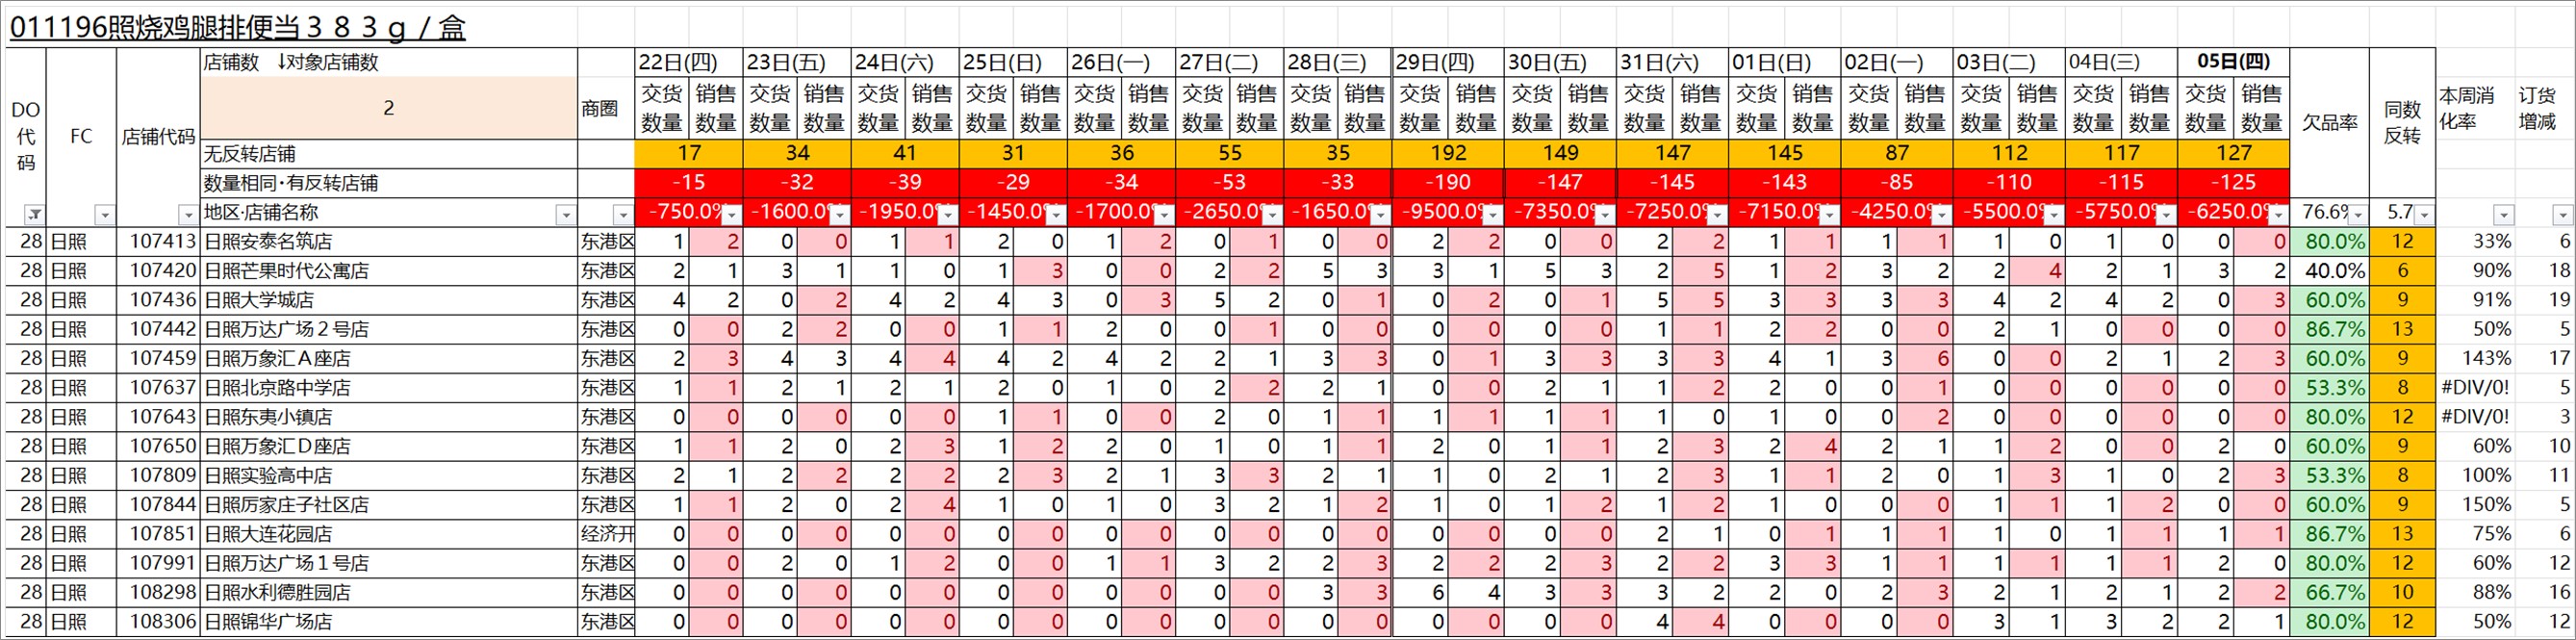 011196照烧鸡腿排便当３８３ｇ／盒
店铺数 ↓对象店铺数 22日(四) 23日(五) 24日(六) 25日(日) 26日(一) 27日(二) 28日(三) 29日(四) 30日(五) 31日(六) 01日(日) 02日(一) 03日(二) 04日(三) 05日(四)
DO代码 FC 店铺代码 2 商圈 交货数量 销售数量 交货数量 销售数量 交货数量 销售数量 交货数量 销售数量 交货数量 销售数量 交货数量 销售数量 交货数量 销售数量 交货数量 销售数量 交货数量 销售数量 交货数量 销售数量 交货数量 销售数量 交货数量 销售数量 交货数量 销售数量 交货数量 销售数量 交货数量 销售数量 欠品率 同数反转 本周消化率 订货增减
无反转店铺 17 34 41 31 36 55 35 192 149 147 145 87 112 117 127
数量相同·有反转店铺 -15 -32 -39 -29 -34 -53 -33 -190 -147 -145 -143 -85 -110 -115 -125
地区·店铺名称 -750.0% -1600.0% -1950.0% -1450.0% -1700.0% -2650.0% -1650.0% -9500.0% -7350.0% -7250.0% -7150.0% -4250.0% -5500.0% -5750.0% -6250.0% 76.6% 5.7
28 日照 107413 日照安泰名筑店 东港区 1 2 0 0 1 1 2 0 1 2 0 1 0 0 2 2 0 0 2 2 1 1 1 1 1 0 1 0 0 0 80.0% 12 33% 6
28 日照 107420 日照芒果时代公寓店 东港区 2 1 3 1 1 0 1 3 0 0 2 2 5 3 3 1 5 3 2 5 1 2 3 2 2 4 2 1 3 2 40.0% 6 90% 18
28 日照 107436 日照大学城店 东港区 4 2 0 2 4 2 4 3 0 3 5 2 0 1 0 2 0 1 5 5 3 3 3 3 4 2 4 2 0 3 60.0% 9 91% 19
28 日照 107442 日照万达广场２号店 东港区 0 0 2 2 0 0 1 1 2 0 0 1 0 0 0 0 0 0 1 1 2 2 0 0 2 1 0 0 0 0 86.7% 13 50% 5
28 日照 107459 日照万象汇Ａ座店 东港区 2 3 4 3 4 4 4 2 4 2 2 1 3 3 0 1 3 3 3 3 4 1 3 6 0 0 2 1 2 3 60.0% 9 143% 17
28 日照 107637 日照北京路中学店 东港区 1 1 2 1 2 1 2 0 1 0 2 2 2 1 0 0 2 1 1 2 2 0 0 1 0 0 0 0 0 0 53.3% 8 #DIV/0! 5
28 日照 107643 日照东夷小镇店 东港区 0 0 0 0 0 0 1 1 0 0 2 0 1 1 1 1 1 1 1 0 1 0 0 2 0 0 0 0 0 0 80.0% 12 #DIV/0! 3
28 日照 107650 日照万象汇Ｄ座店 东港区 1 1 2 0 2 3 1 2 2 0 1 0 1 1 2 0 1 1 2 3 2 4 2 1 1 2 0 0 2 0 60.0% 9 60% 10
28 日照 107809 日照实验高中店 东港区 2 1 2 2 2 2 2 3 2 1 3 3 2 1 1 0 2 1 2 3 1 1 2 0 1 3 1 0 2 3 53.3% 8 100% 11
28 日照 107844 日照厉家庄子社区店 东港区 1 1 2 0 2 4 1 0 1 0 3 2 1 2 1 0 1 2 1 2 1 0 0 0 1 1 1 2 0 0 60.0% 9 150% 5
28 日照 107851 日照大连花园店 经济开 0 0 0 0 0 0 0 0 0 0 0 0 0 0 0 0 0 0 2 1 0 1 1 1 1 0 1 1 1 1 86.7% 13 75% 6
28 日照 107991 日照万达广场１号店 东港区 0 0 2 0 1 2 0 0 1 1 3 2 2 3 2 2 2 3 2 2 3 3 1 1 1 1 1 1 2 0 80.0% 12 60% 12
28 日照 108298 日照水利德胜园店 东港区 0 0 0 0 0 0 0 0 0 0 0 0 3 3 6 4 3 3 3 2 2 0 2 3 2 1 2 1 2 2 66.7% 10 88% 16
28 日照 108306 日照锦华广场店 东港区 0 0 0 0 0 0 0 0 0 0 0 0 0 0 0 0 0 0 4 4 0 0 0 0 3 1 3 2 2 1 80.0% 12 50% 12